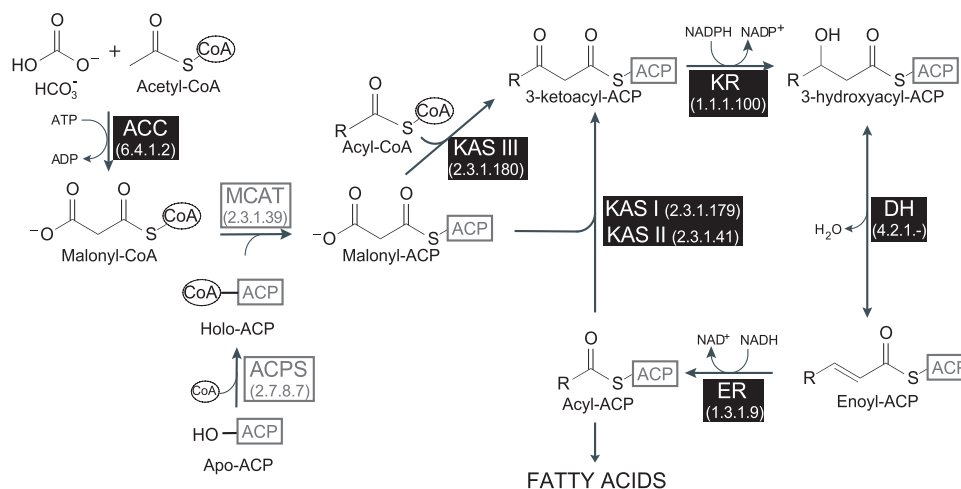 O
HO O⁻
HCO₃⁻
+
O
S CoA
Acetyl-CoA
ATP
ADP
ACC
(6.4.1.2)
O O
⁻O S CoA
Malonyl-CoA
MCAT
(2.3.1.39)
CoA ACP
Holo-ACP
CoA
ACPS
(2.7.8.7)
HO ACP
Apo-ACP
O
R S CoA
Acyl-CoA
KAS III
(2.3.1.180)
O O
⁻O S ACP
Malonyl-ACP
O O
R S ACP
3-ketoacyl-ACP
NADPH NADP⁺
KR
(1.1.1.100)
OH O
R S ACP
3-hydroxyacyl-ACP
KAS I (2.3.1.179)
KAS II (2.3.1.41)
H₂O
DH
(4.2.1.-)
O
R S ACP
Enoyl-ACP
NAD⁺ NADH
ER
(1.3.1.9)
O
R S ACP
Acyl-ACP
FATTY ACIDS